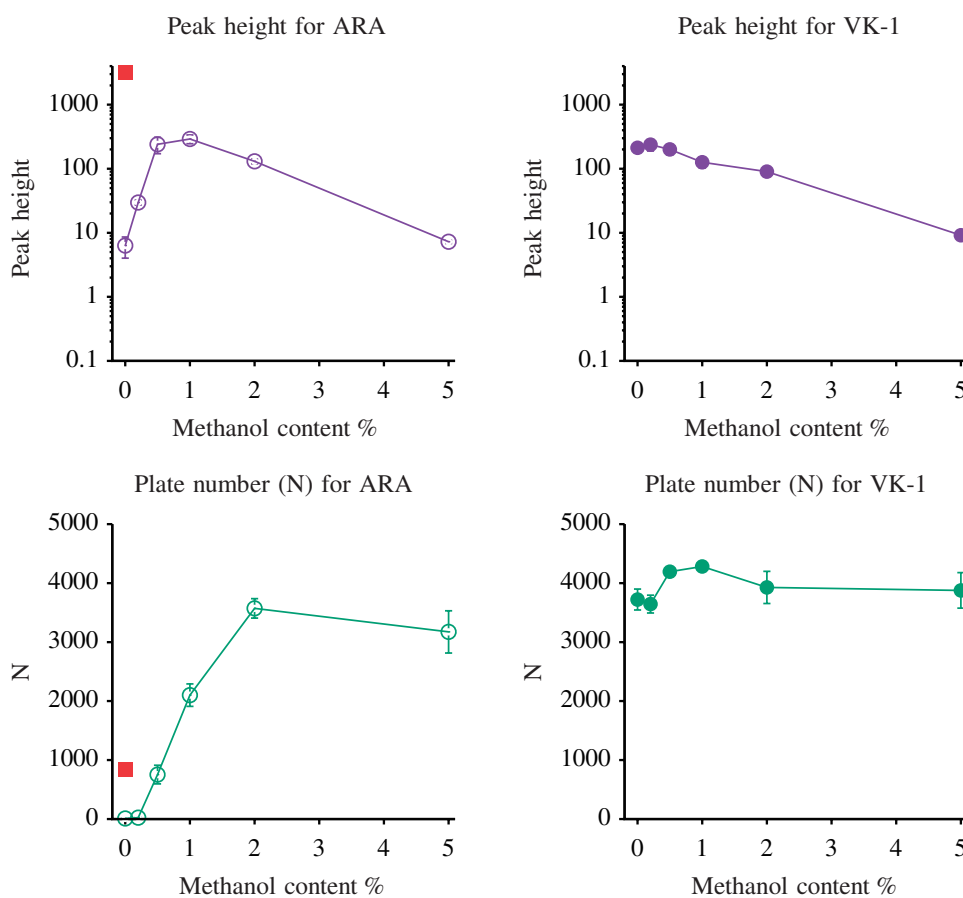 Peak height for ARA
Peak height
1000
100
10
1
0.1
0 1 2 3 4 5
Methanol content %
Peak height for VK-1
Peak height
1000
100
10
1
0.1
0 1 2 3 4 5
Methanol content %
Plate number (N) for ARA
N
5000
4000
3000
2000
1000
0
0 1 2 3 4 5
Methanol content %
Plate number (N) for VK-1
N
5000
4000
3000
2000
1000
0
0 1 2 3 4 5
Methanol content %